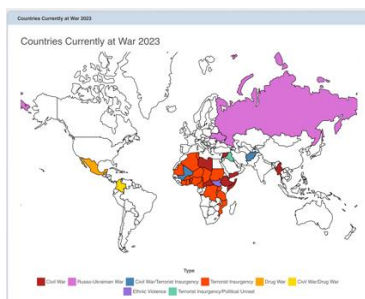 Countries Currently at War 2023
Countries Currently at War 2023
Type
Civil War Russo-Ukrainian War Civil War/Terrorist Insurgency Terrorist Insurgency Drug War Civil War/Drug War
Ethnic Violence Terrorist Insurgency/Political Unrest